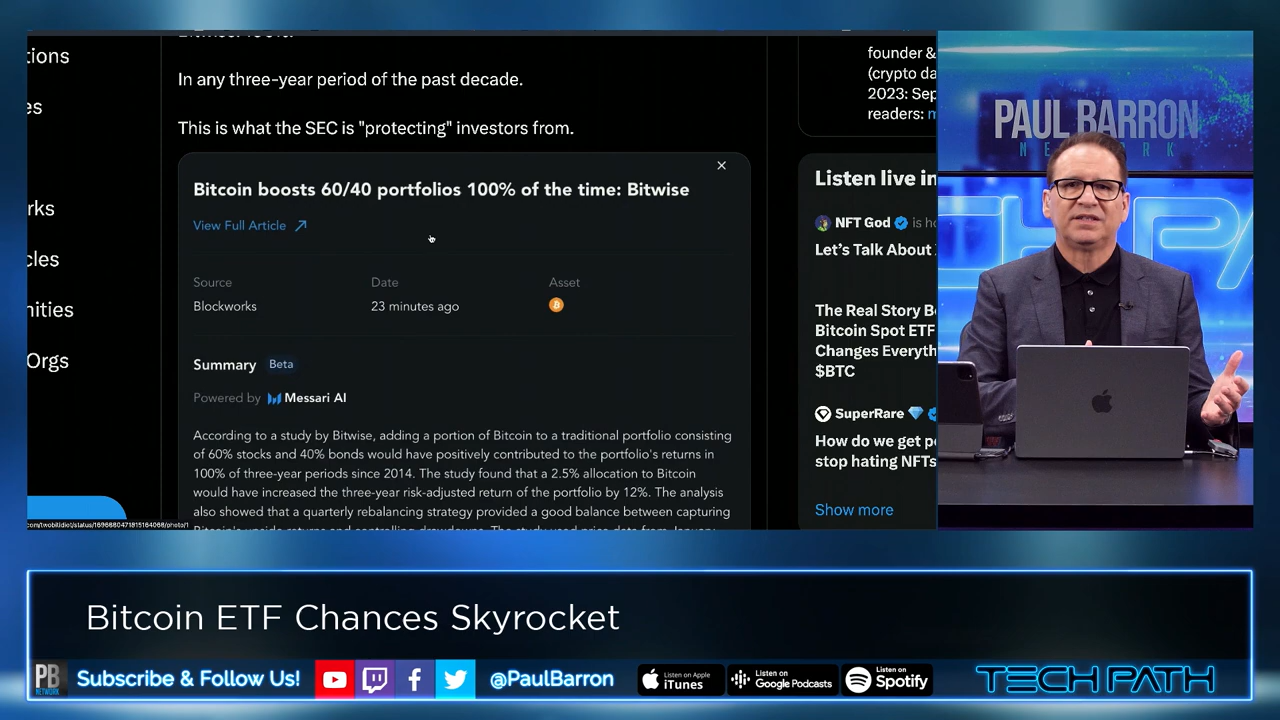 tions
es
rks
cles
nities
Orgs
In any three-year period of the past decade.
This is what the SEC is "protecting" investors from.
Bitcoin boosts 60/40 portfolios 100% of the time: Bitwise
View Full Article
Source
Date
Asset
Blockworks
23 minutes ago
Summary Beta
Powered by Messari AI
According to a study by Bitwise, adding a portion of Bitcoin to a traditional portfolio consisting
of 60% stocks and 40% bonds would have positively contributed to the portfolio's returns in
100% of three-year periods since 2014. The study found that a 2.5% allocation to Bitcoin
would have increased the three-year risk-adjusted return of the portfolio by 12%. The analysis
also showed that a quarterly rebalancing strategy provided a good balance between capturing
founder &
(crypto da
2023: Sep
readers: m
Listen live in
NFT God is ho
Let's Talk About
The Real Story B
Bitcoin Spot ETF
Changes Everyth
$BTC
SuperRare
How do we get pe
stop hating NFTs
Show more
com/twobitidiot/status/1696680471815164066/photo/1
PAUL BARRON
NETWORK
Bitcoin ETF Chances Skyrocket
PB
NETWORK
Subscribe & Follow Us!
@PaulBarron
Listen on Apple
iTunes
Listen on
Google Podcasts
Listen on
Spotify
TECH PATH